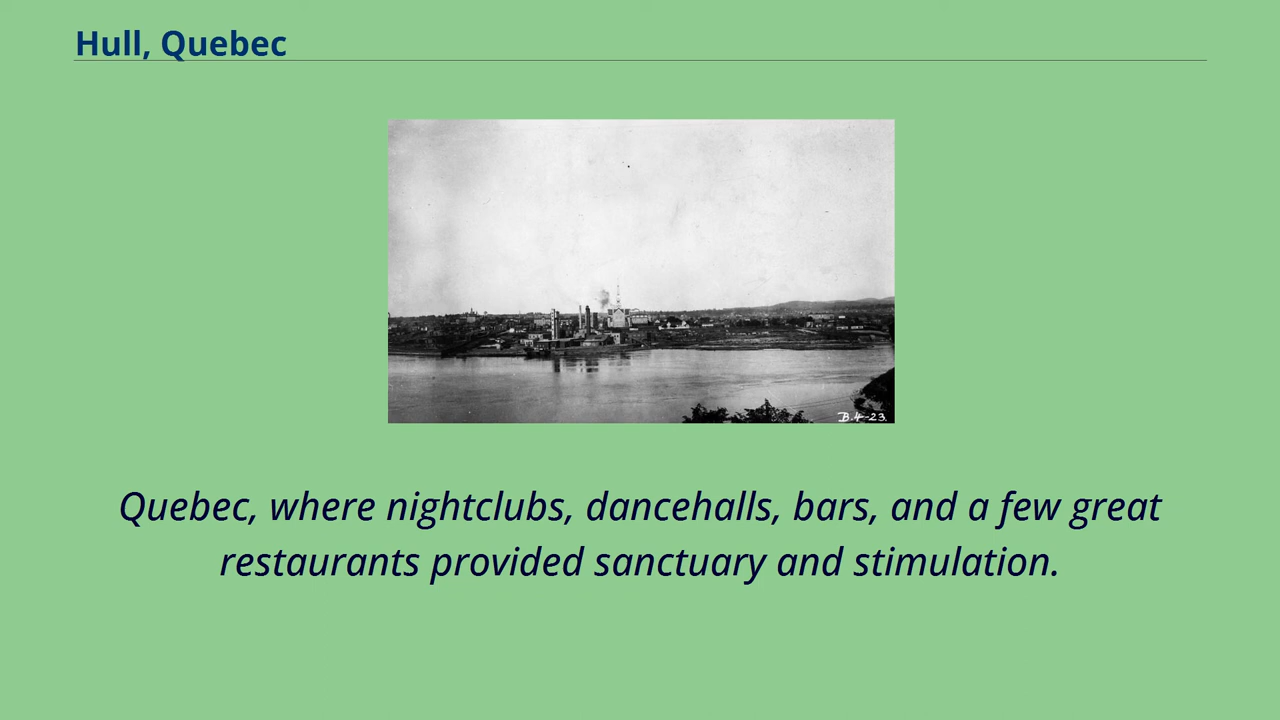 Hull, Quebec
B.4-23.
Quebec, where nightclubs, dancehalls, bars, and a few great
restaurants provided sanctuary and stimulation.